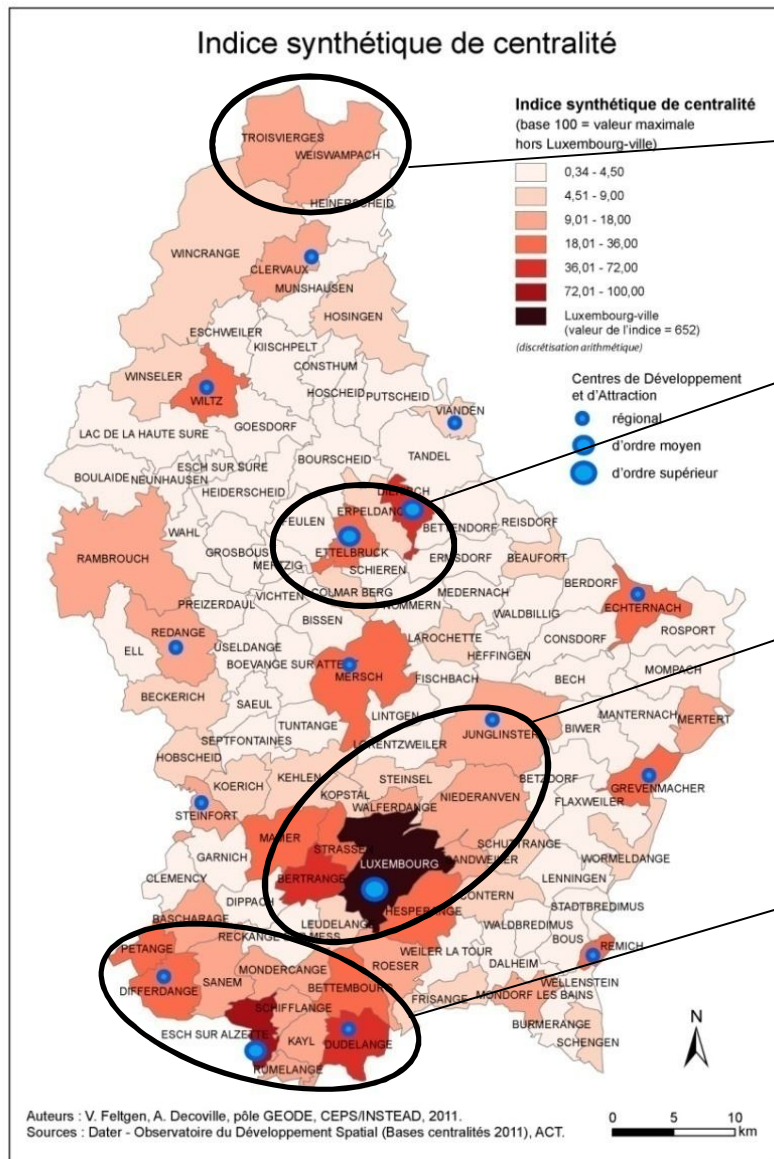 Indice synthétique de centralité
Indice synthétique de centralité
(base 100 = valeur maximale
hors Luxembourg-ville)
0,34 - 4,50
4,51 - 9,00
9,01 - 18,00
18,01 - 36,00
36,01 - 72,00
72,01 - 100,00
Luxembourg-ville
(valeur de l'indice = 652)
(discrétisation arithmétique)
Centres de Développement
et d'Attraction
régional
d'ordre moyen
d'ordre supérieur
TROISVIERGES
WEISWAMPACH
HEINERSCHEID
WINCRANGE
CLERVAUX
MUNSHAUSEN
HOSINGEN
ESCHWEILER
KIISCHPELT
WINSELER
CONSTHUM
WILTZ
HOSCHEID
PUTSCHEID
VIANDEN
GOESDORF
LAC DE LA HAUTE SURE
BOURSCHEID
TANDEL
ESCH SUR SURE
BOULAIDE
NEUNHAUSEN
HEIDERSCHEID
DIEKIRCH
ERPELDANGE
FEULEN
BETTENDORF
REISDORF
WAHL
GROSBOUS
ETTELBRUCK
RAMBROUCH
MERTZIG
SCHIEREN
ERMSDORF
BEAUFORT
BERDORF
VICHTEN
COLMAR BERG
MEDERNACH
ECHTERNACH
PREIZERDAUL
NOMMERN
WALDBILLIG
BISSEN
ROSPORT
REDANGE
LAROCHETTE
CONSDORF
ELL
USELDANGE
HEFFINGEN
BOEVANGE SUR ATTERT
MERSCH
FISCHBACH
BECH
MOMPACH
BECKERICH
SAEUL
LINTGEN
TUNTANGE
JUNGLINSTER
MANTERNACH
MERTERT
BIWER
SEPTFONTAINES
LORENTZWEILER
HOBSCHEID
KEHLEN
STEINSEL
BETZDORF
KOERICH
KOPSTAL
NIEDERANVEN
GREVENMACHER
WALFERDANGE
FLAXWEILER
STEINFORT
MAMER
STRASSEN
SCHUTTRANGE
GARNICH
LUXEMBOURG
SANDWEILER
WORMELDANGE
CLEMENCY
BERTRANGE
LENNINGEN
DIPPACH
CONTERN
HESPERANGE
STADTBREDIMUS
BASCHARAGE
LEUDELANGE
WALDBREDIMUS
RECKANGE SUR MESS
BOUS
PETANGE
WEILER LA TOUR
REMICH
MONDERCANGE
ROESER
DALHEIM
DIFFERDANGE
SANEM
BETTEMBOURG
WELLENSTEIN
FRISANGE
MONDORF LES BAINS
SCHIFFLANGE
BURMERANGE
ESCH SUR ALZETTE
KAYL
DUDELANGE
SCHENGEN
RUMELANGE
N
Auteurs : V. Feltgen, A. Decoville, pôle GEODE, CEPS/INSTEAD, 2011.
Sources : Dater - Observatoire du Développement Spatial (Bases centralités 2011), ACT.
0 5 10
km